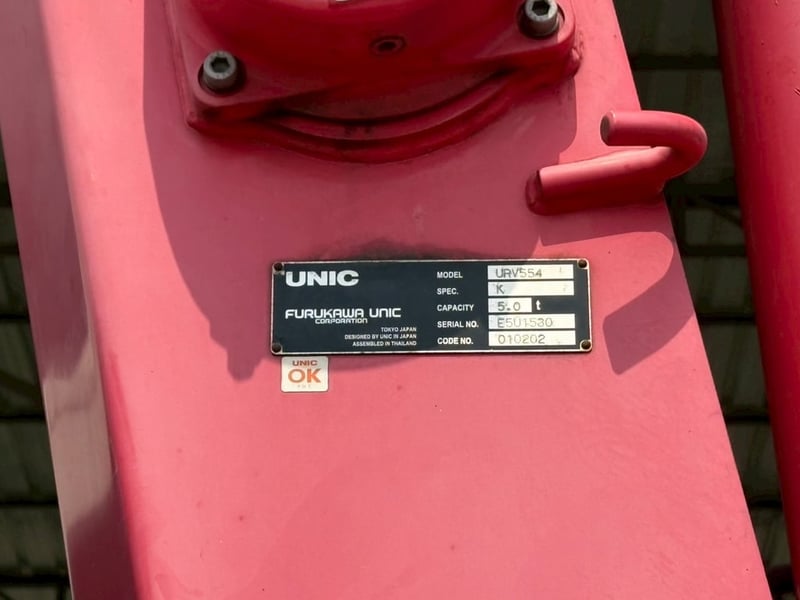 UNIC
FURUKAWA UNIC
CORPORATION
TOKYO JAPAN
DESIGNED BY UNIC IN JAPAN
ASSEMBLED IN THAILAND
MODEL URV554
SPEC. K
CAPACITY 5.0 t
SERIAL NO. E501530
CODE NO. 010202
UNIC
OK